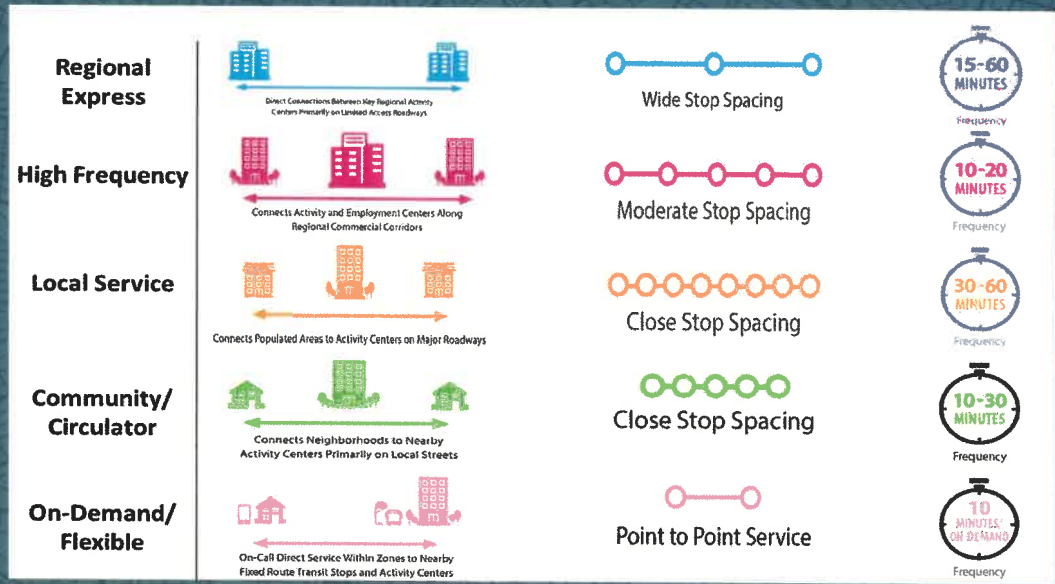 Regional
Express
Direct Connections Between Key Regional Activity
Centers Primarily on Limited Access Roadways
Wide Stop Spacing
15-60
MINUTES
Frequency
High Frequency
Connects Activity and Employment Centers Along
Regional Commercial Corridors
Moderate Stop Spacing
10-20
MINUTES
Frequency
Local Service
Connects Populated Areas to Activity Centers on Major Roadways
Close Stop Spacing
30-60
MINUTES
Frequency
Community/
Circulator
Connects Neighborhoods to Nearby
Activity Centers Primarily on Local Streets
Close Stop Spacing
10-30
MINUTES
Frequency
On-Demand/
Flexible
On-Call Direct Service Within Zones to Nearby
Fixed Route Transit Stops and Activity Centers
Point to Point Service
10
MINUTES/
ON DEMAND
Frequency